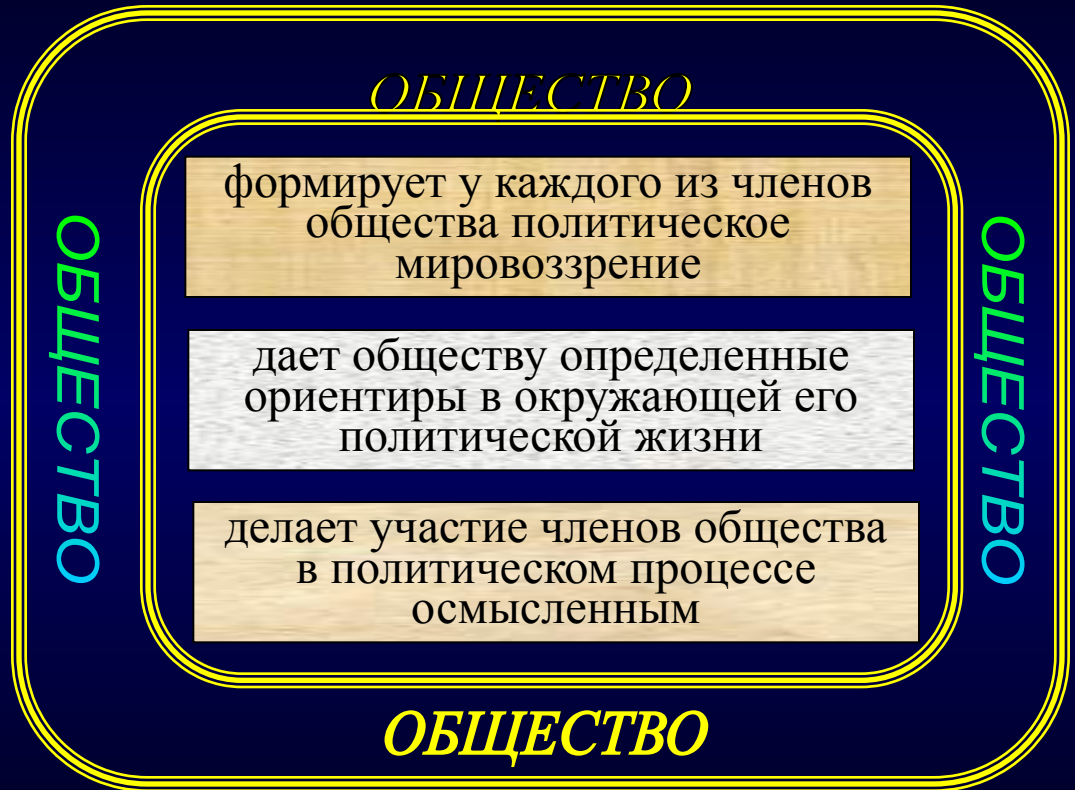 ОБЩЕСТВО
формирует у каждого из членов
общества политическое
мировоззрение
ОБЩЕСТВО
ОБЩЕСТВО
дает обществу определенные
ориентиры в окружающей его
политической жизни
делает участие членов общества
в политическом процессе
осмысленным
ОБЩЕСТВО